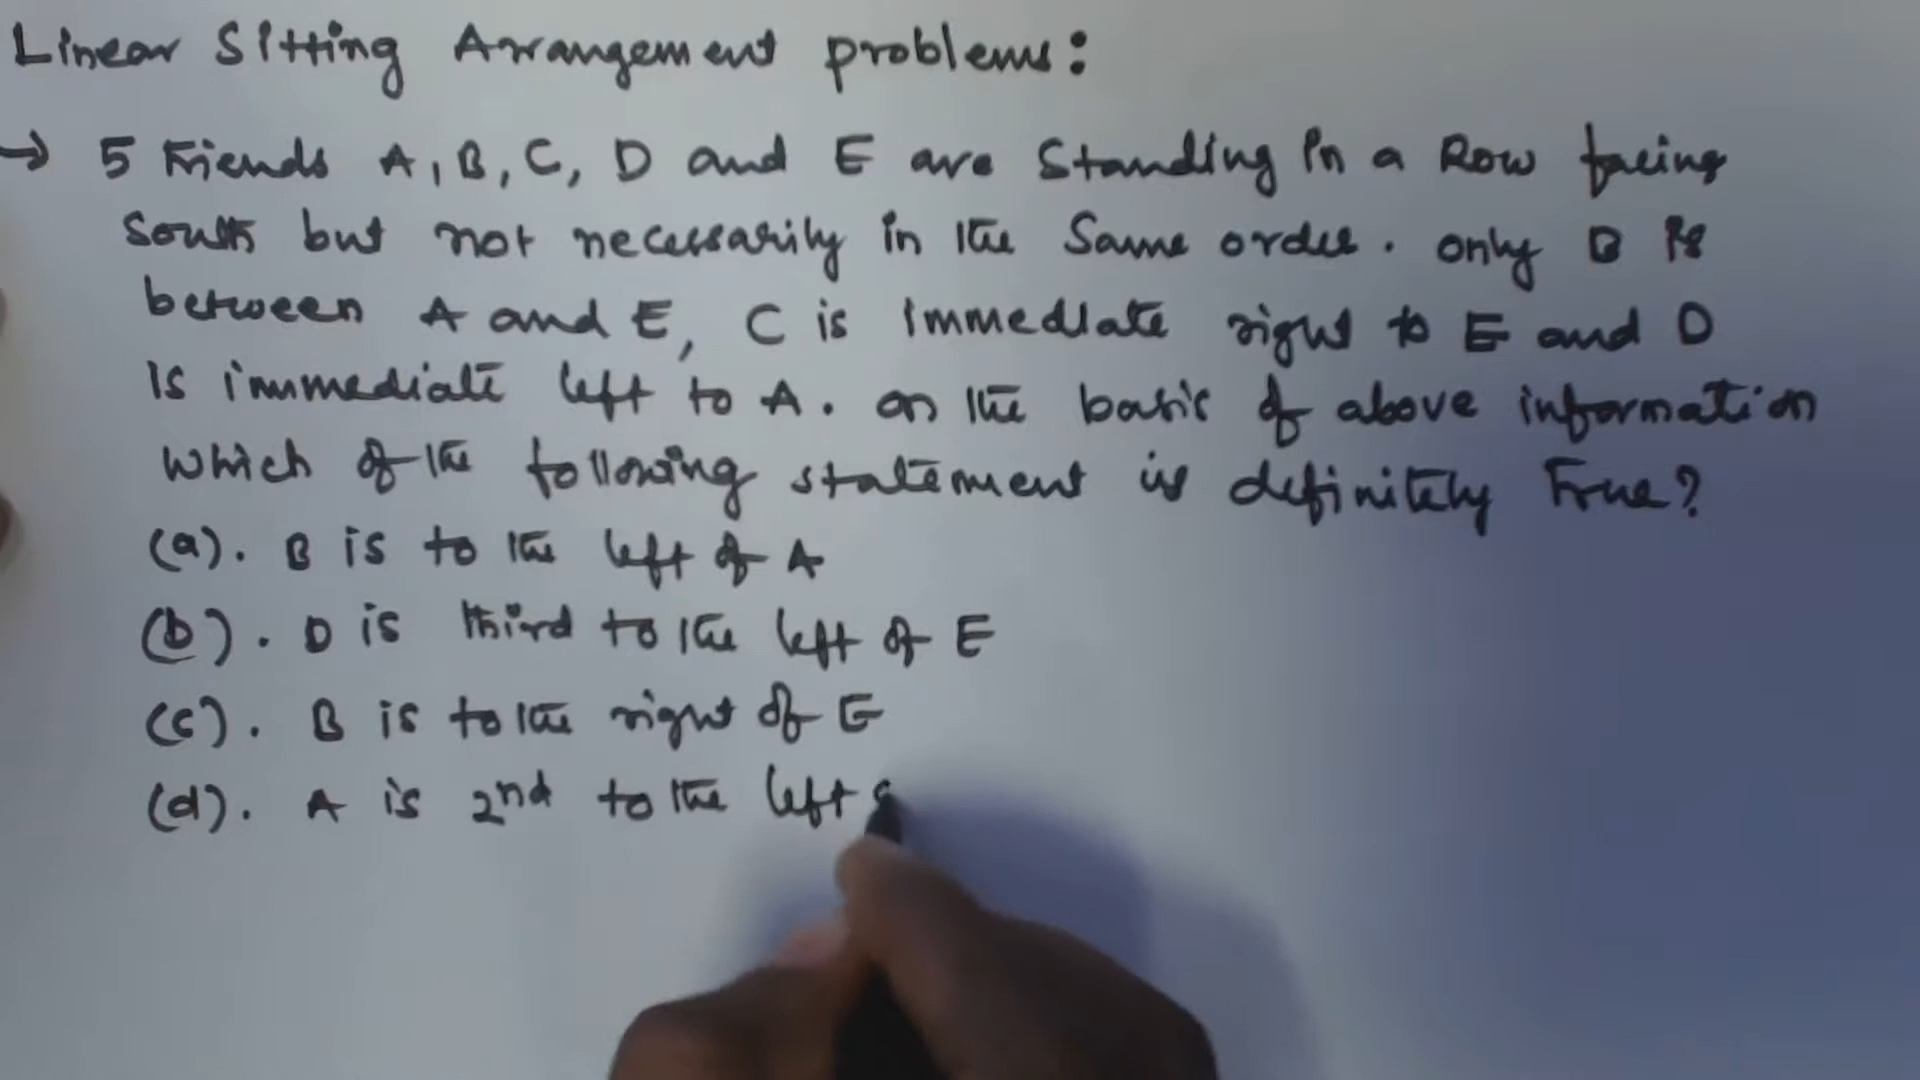 Linear Sitting Arrangement problems:
→ 5 Friends A, B, C, D and E are Standing in a Row facing
South but not necessarily in the Same order. only B is
between A and E, C is immediate right to E and D
is immediate left to A. on the basis of above information
which of the following statement is definitely True?
(a). B is to the left of A
(b). D is third to the left of E
(c). B is to the right of E
(d). A is 2nd to the left